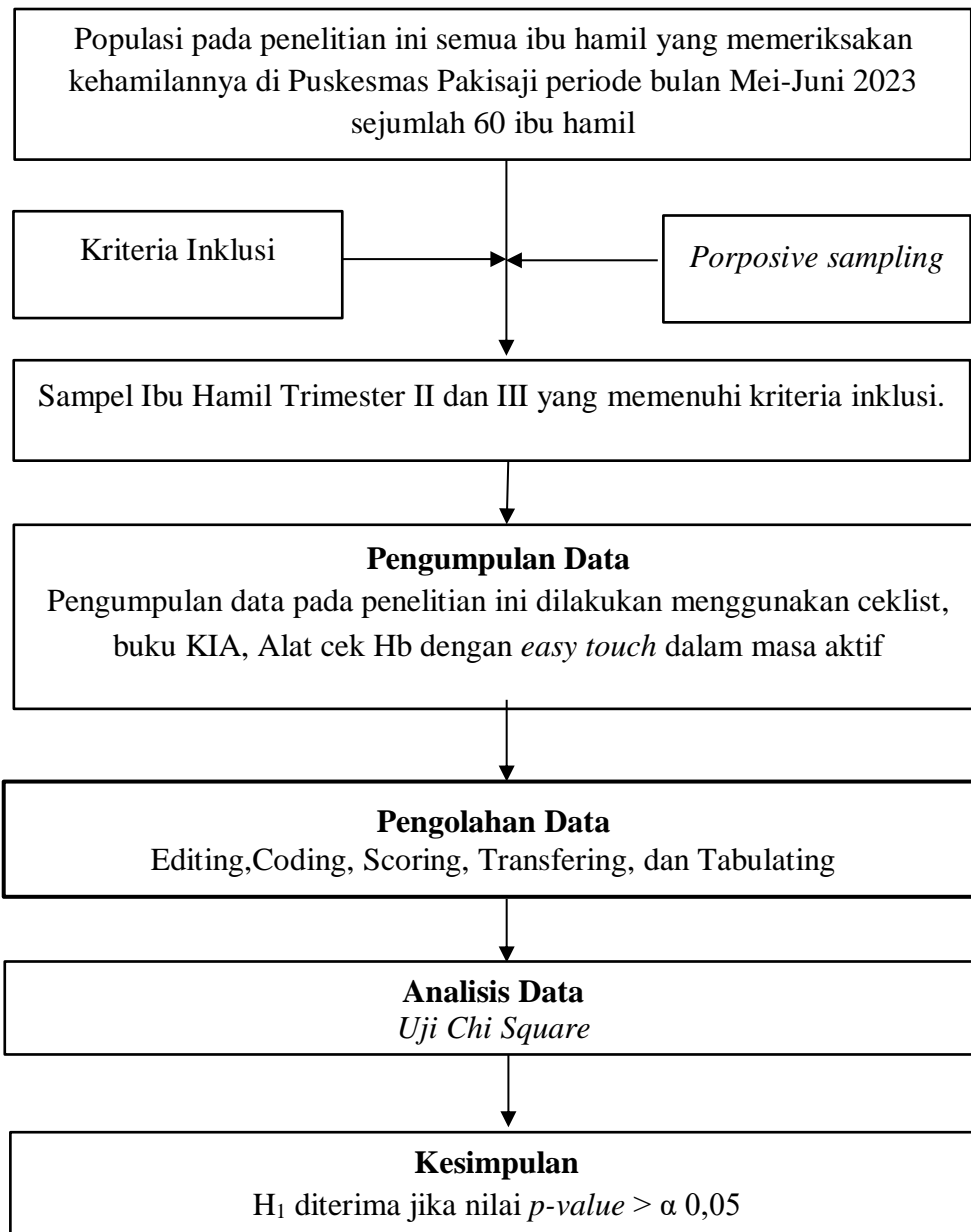 Populasi pada penelitian ini semua ibu hamil yang memeriksakan
kehamilannya di Puskesmas Pakisaji periode bulan Mei-Juni 2023
sejumlah 60 ibu hamil
Kriteria Inklusi
Porposive sampling
Sampel Ibu Hamil Trimester II dan III yang memenuhi kriteria inklusi.
Pengumpulan Data
Pengumpulan data pada penelitian ini dilakukan menggunakan ceklist,
buku KIA, Alat cek Hb dengan easy touch dalam masa aktif
Pengolahan Data
Editing,Coding, Scoring, Transfering, dan Tabulating
Analisis Data
Uji Chi Square
Kesimpulan
H₁ diterima jika nilai p-value > α 0,05